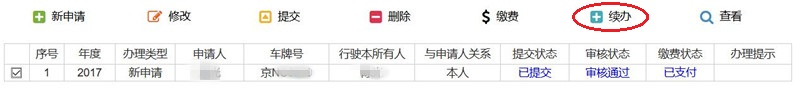 新申请 修改 提交 删除 缴费 续办 查看
序号 年度 办理类型 申请人 车牌号 行驶本所有人 与申请人关系 提交状态 审核状态 缴费状态 办理提示
1 2017 新申请 京N 本人 已提交 审核通过 已支付